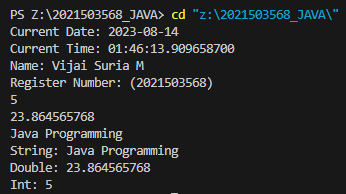 PS Z:\2021503568_JAVA> cd "z:\2021503568_JAVA\"
Current Date: 2023-08-14
Current Time: 01:46:13.909658700
Name: Vijai Suria M
Register Number: (2021503568)
5
23.864565768
Java Programming
String: Java Programming
Double: 23.864565768
Int: 5